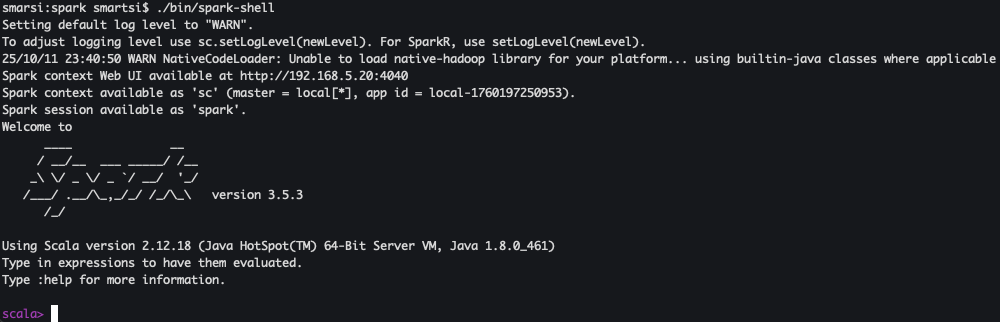 smarsi:spark smartsi$ ./bin/spark-shell
Setting default log level to "WARN".
To adjust logging level use sc.setLogLevel(newLevel). For SparkR, use setLogLevel(newLevel).
25/10/11 23:40:50 WARN NativeCodeLoader: Unable to load native-hadoop library for your platform... using builtin-java classes where applicable
Spark context Web UI available at http://192.168.5.20:4040
Spark context available as 'sc' (master = local[*], app id = local-1760197250953).
Spark session available as 'spark'.
Welcome to
      ____              __
     / __/__  ___ _____/ /__
    _\ \/ _ \/ _ `/ __/  '_/
   /___/ .__/\_,_/_/ /_/\_\   version 3.5.3
      /_/
Using Scala version 2.12.18 (Java HotSpot(TM) 64-Bit Server VM, Java 1.8.0_461)
Type in expressions to have them evaluated.
Type :help for more information.
scala>